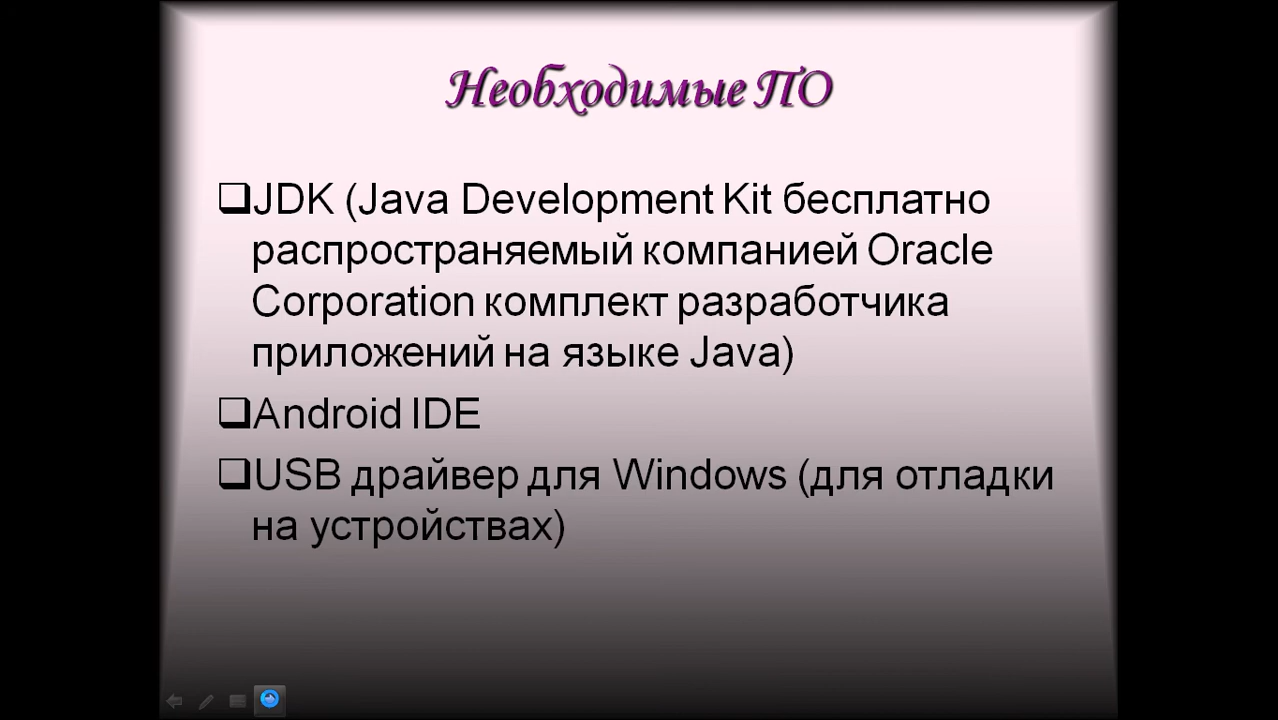 Необходимые ПО
JDK (Java Development Kit бесплатно
распространяемый компанией Oracle
Corporation комплект разработчика
приложений на языке Java)
Android IDE
USB драйвер для Windows (для отладки
на устройствах)